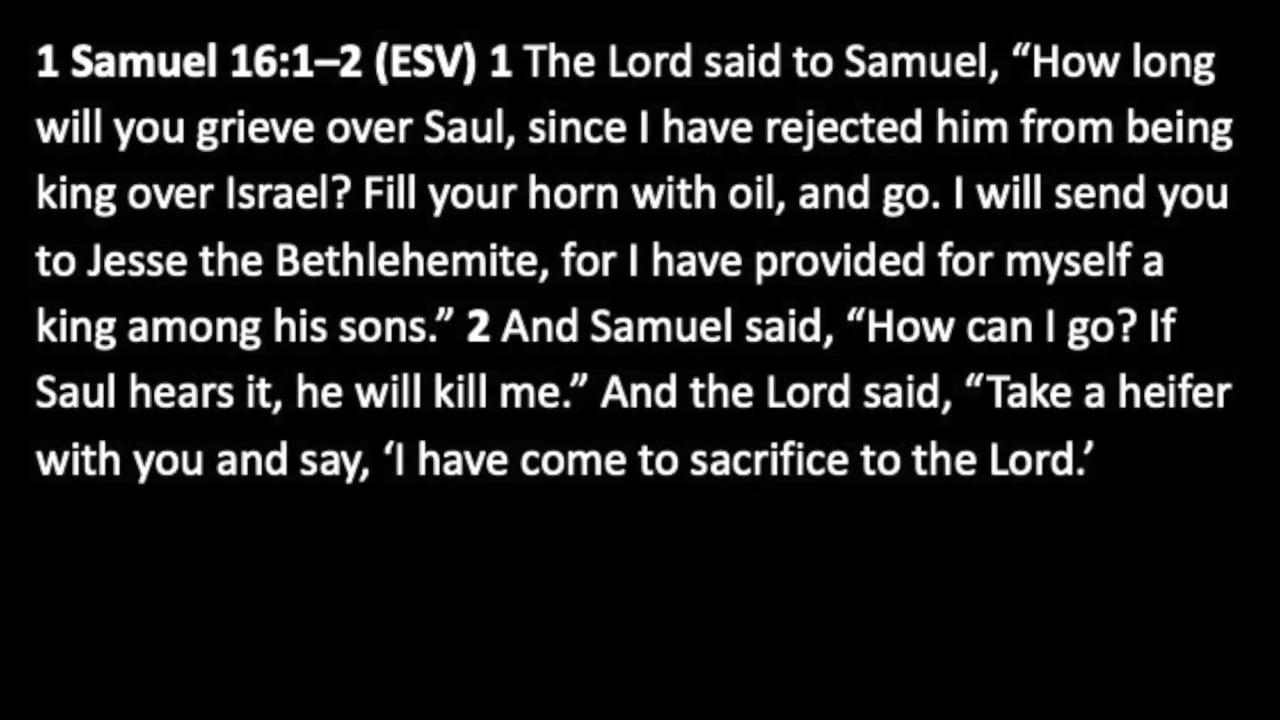 1 Samuel 16:1–2 (ESV) 1 The Lord said to Samuel, “How long
will you grieve over Saul, since I have rejected him from being
king over Israel? Fill your horn with oil, and go. I will send you
to Jesse the Bethlehemite, for I have provided for myself a
king among his sons.” 2 And Samuel said, “How can I go? If
Saul hears it, he will kill me.” And the Lord said, “Take a heifer
with you and say, ‘I have come to sacrifice to the Lord.’